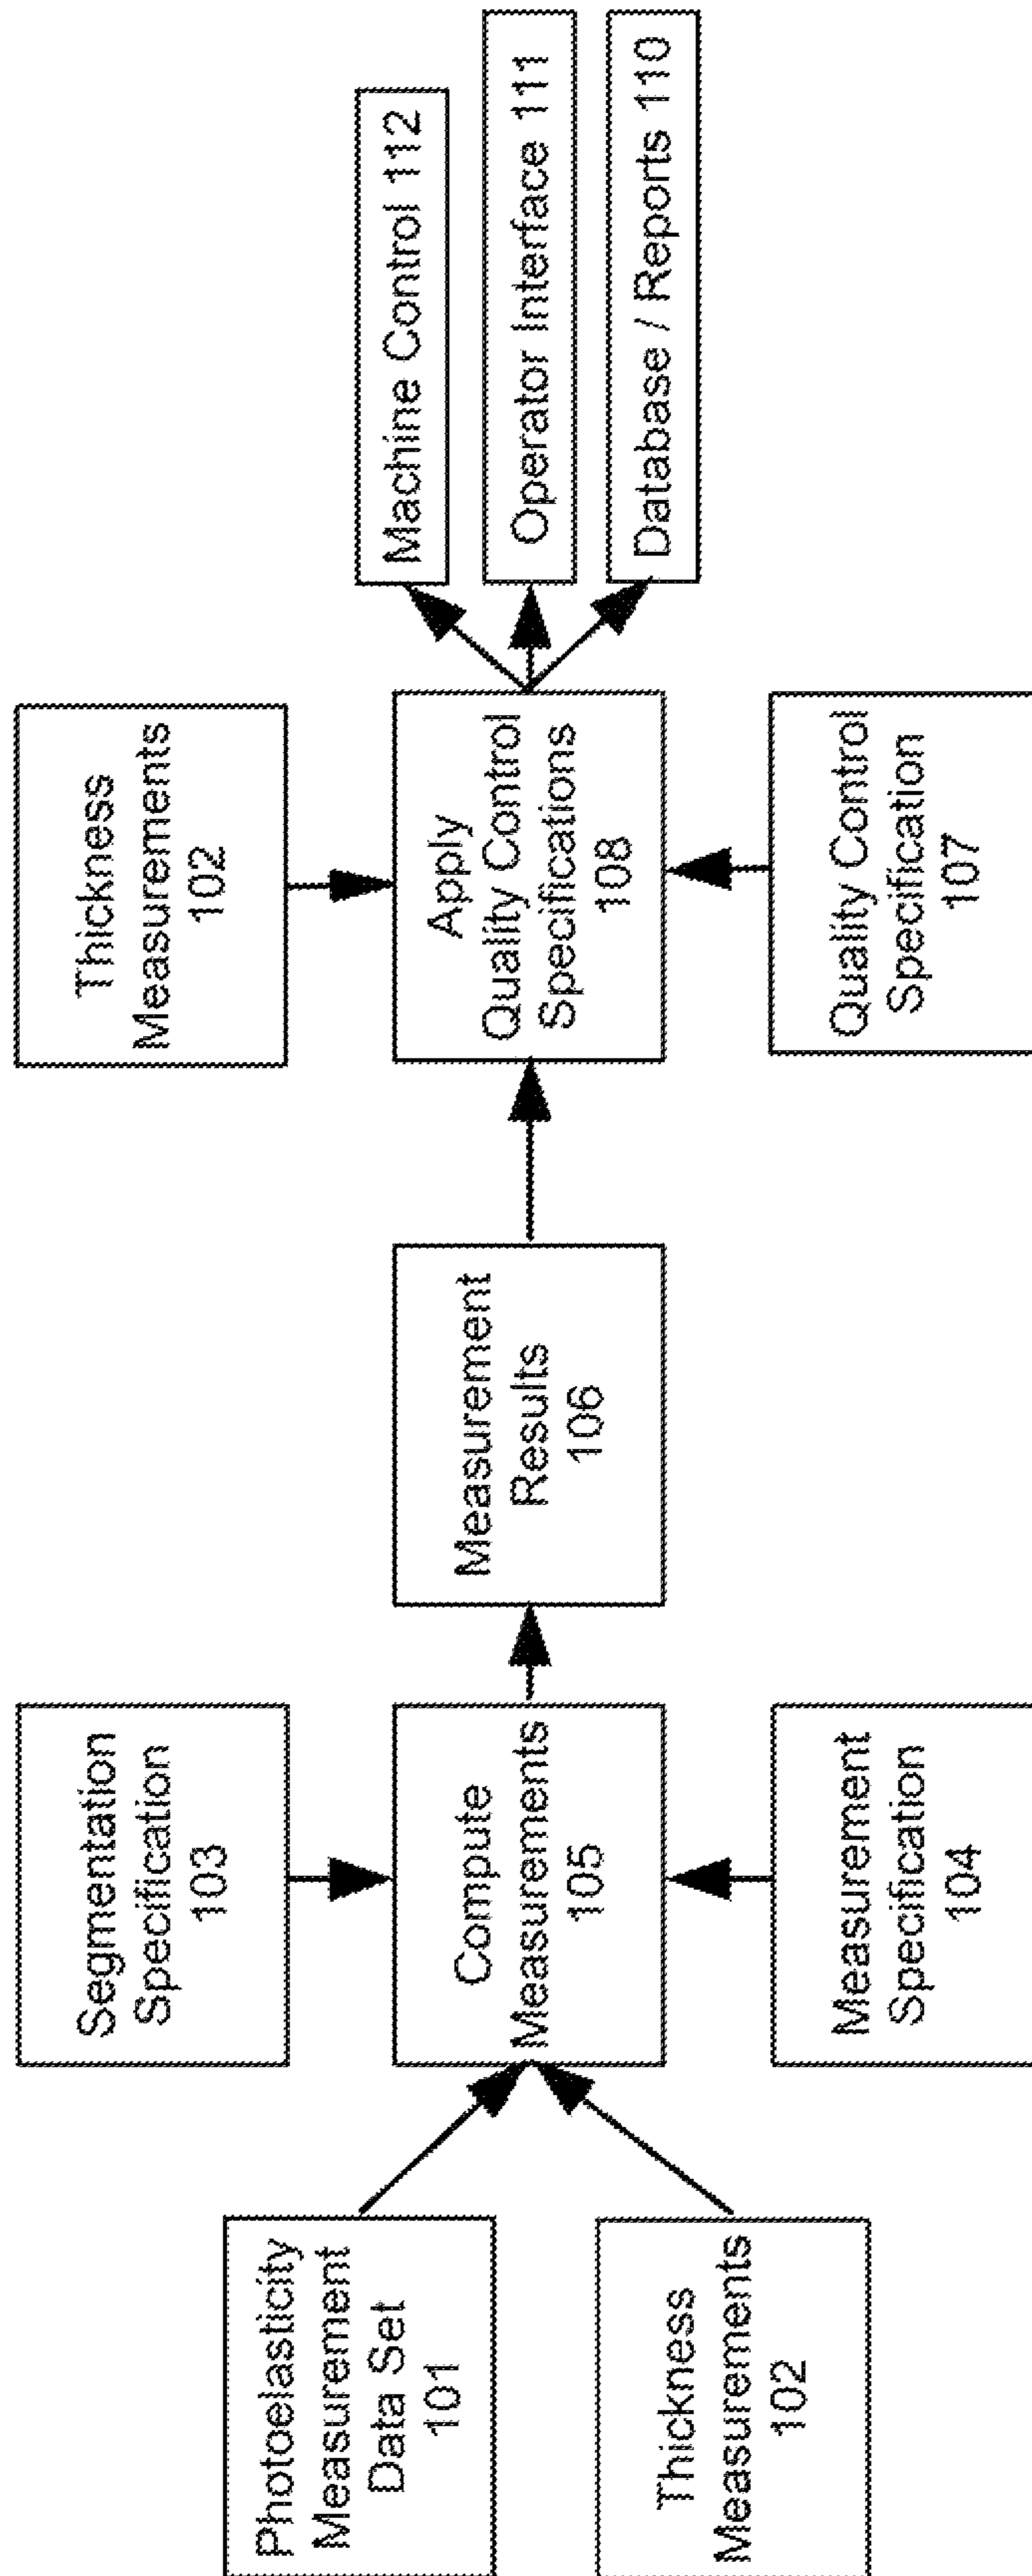 Photoelasticity
Measurement
Data Set
101
Thickness
Measurements
102
Segmentation
Specification
103
Compute
Measurements
105
Measurement
Specification
104
Measurement
Results
106
Thickness
Measurements
102
Apply
Quality Control
Specifications
108
Quality Control
Specification
107
Machine Control 112
Operator Interface 111
Database / Reports 110